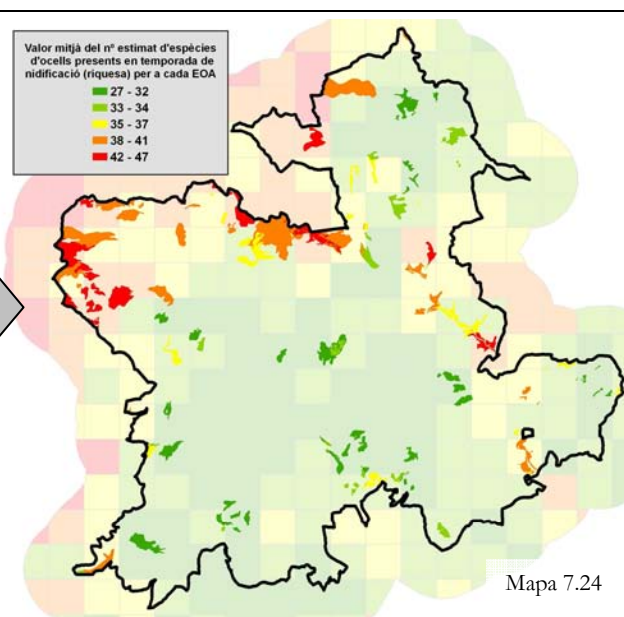 Valor mitjà del nº estimat d'espècies
d'ocells presents en temporada de
nidificació (riquesa) per a cada EOA
27 - 32
33 - 34
35 - 37
38 - 41
42 - 47
Mapa 7.24